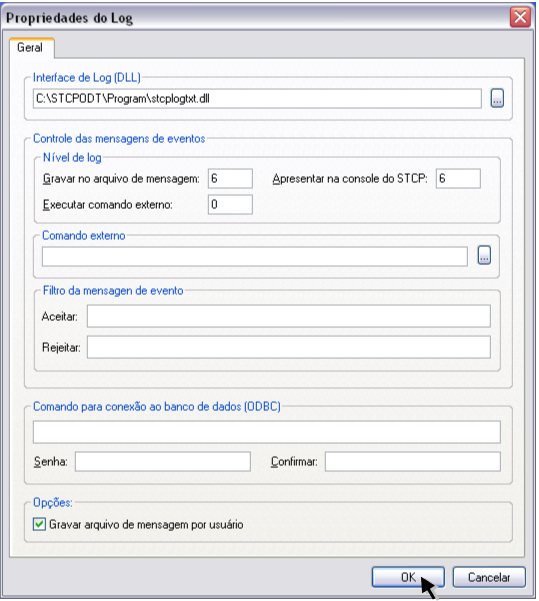 Propriedades do Log
Geral
Interface de Log (DLL)
C:\STCPODT\Program\stcplogtxt.dll
...
Controle das mensagens de eventos
Nível de log
Gravar no arquivo de mensagem: 6 Apresentar na console do STCP: 6
Executar comando externo: 0
Comando externo
...
Filtro da mensagen de evento
Aceitar:
Rejeitar:
Comando para conexão ao banco de dados (ODBC)
Senha: Confirmar:
Opções:
Gravar arquivo de mensagem por usuário
OK Cancelar